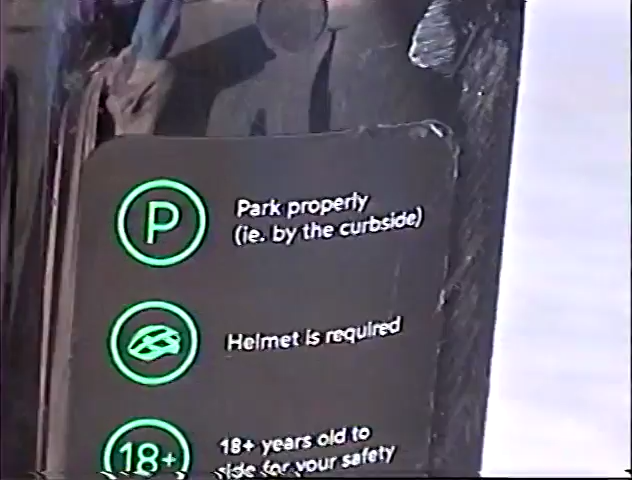 P
Park properly
(ie. by the curbside)
Helmet is required
18+
18+ years old to
ride for your safety